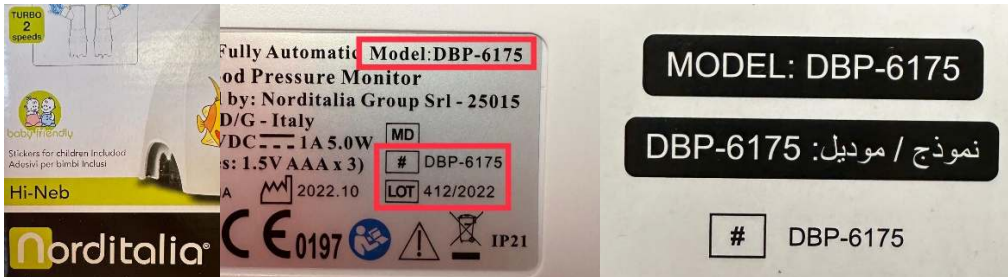 TURBO
2
speeds
baby friendly
Stickers for children Included
Adesivi per bimbi Inclusi
Hi-Neb
norditalia®
Fully Automatic Model:DBP-6175
od Pressure Monitor
by: Norditalia Group Srl - 25015
D/G - Italy
VDC 1A 5.0W MD
s: 1.5V AAA x 3) # DBP-6175
A 2022.10 LOT 412/2022
CE 0197 IP21
MODEL: DBP-6175
نموذج / موديل: DBP-6175
# DBP-6175